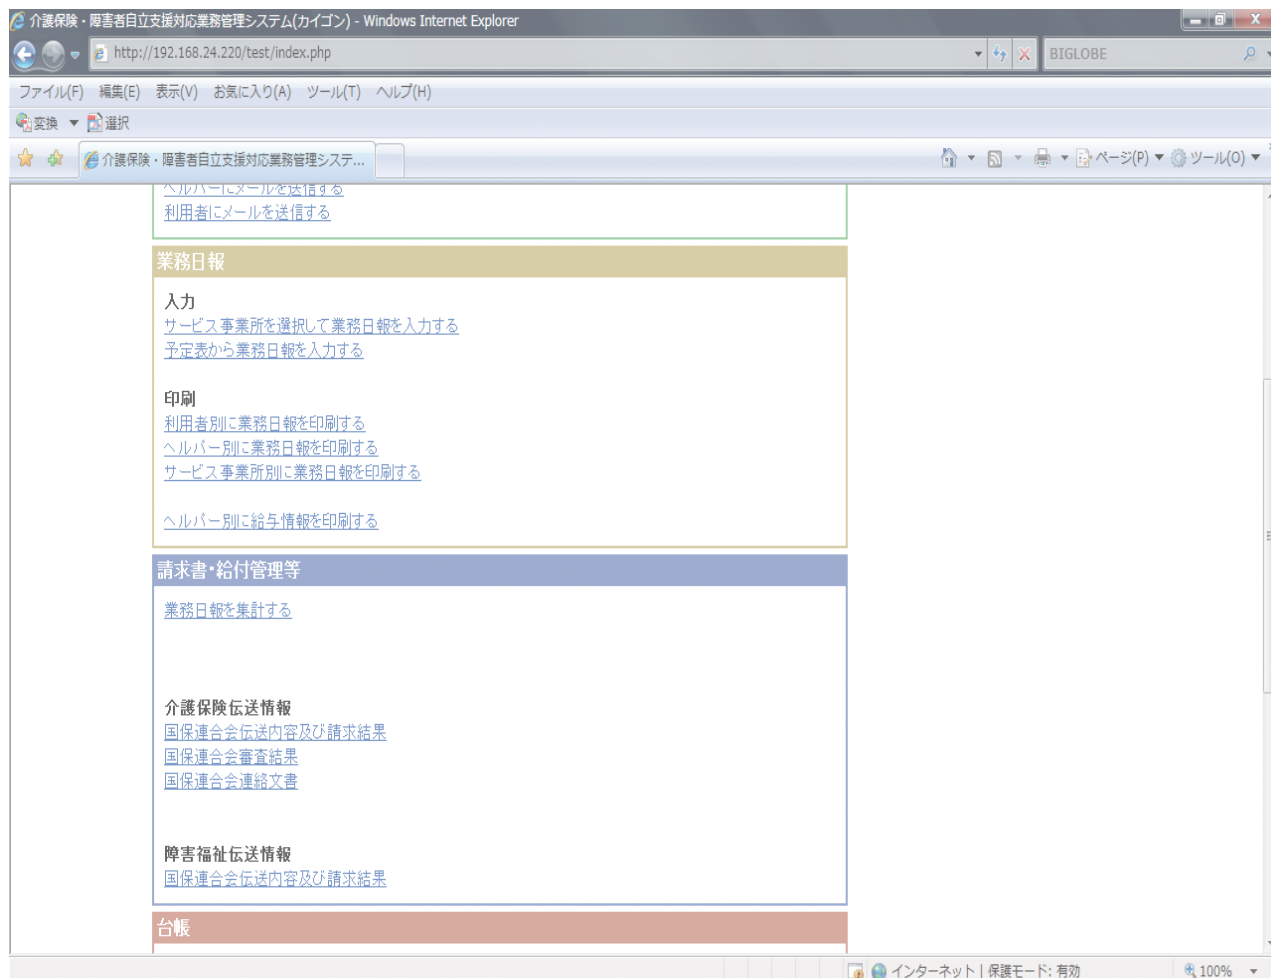 介護保険・障害者自立支援対応業務管理システム(カイゴン) - Windows Internet Explorer
http://192.168.24.220/test/index.php
BIGLOBE
ファイル(F) 編集(E) 表示(V) お気に入り(A) ツール(T) ヘルプ(H)
変換 選択
介護保険・障害者自立支援対応業務管理システ...
ページ(P) ツール(O)
ヘルパーにメールを送信する
利用者にメールを送信する
業務日報
入力
サービス事業所を選択して業務日報を入力する
予定表から業務日報を入力する
印刷
利用者別に業務日報を印刷する
ヘルパー別に業務日報を印刷する
サービス事業所別に業務日報を印刷する
ヘルパー別に給与情報を印刷する
請求書・給付管理等
業務日報を集計する
介護保険伝送情報
国保連合会伝送内容及び請求結果
国保連合会審査結果
国保連合会連絡文書
障害福祉伝送情報
国保連合会伝送内容及び請求結果
台帳
インターネット | 保護モード: 有効
100%